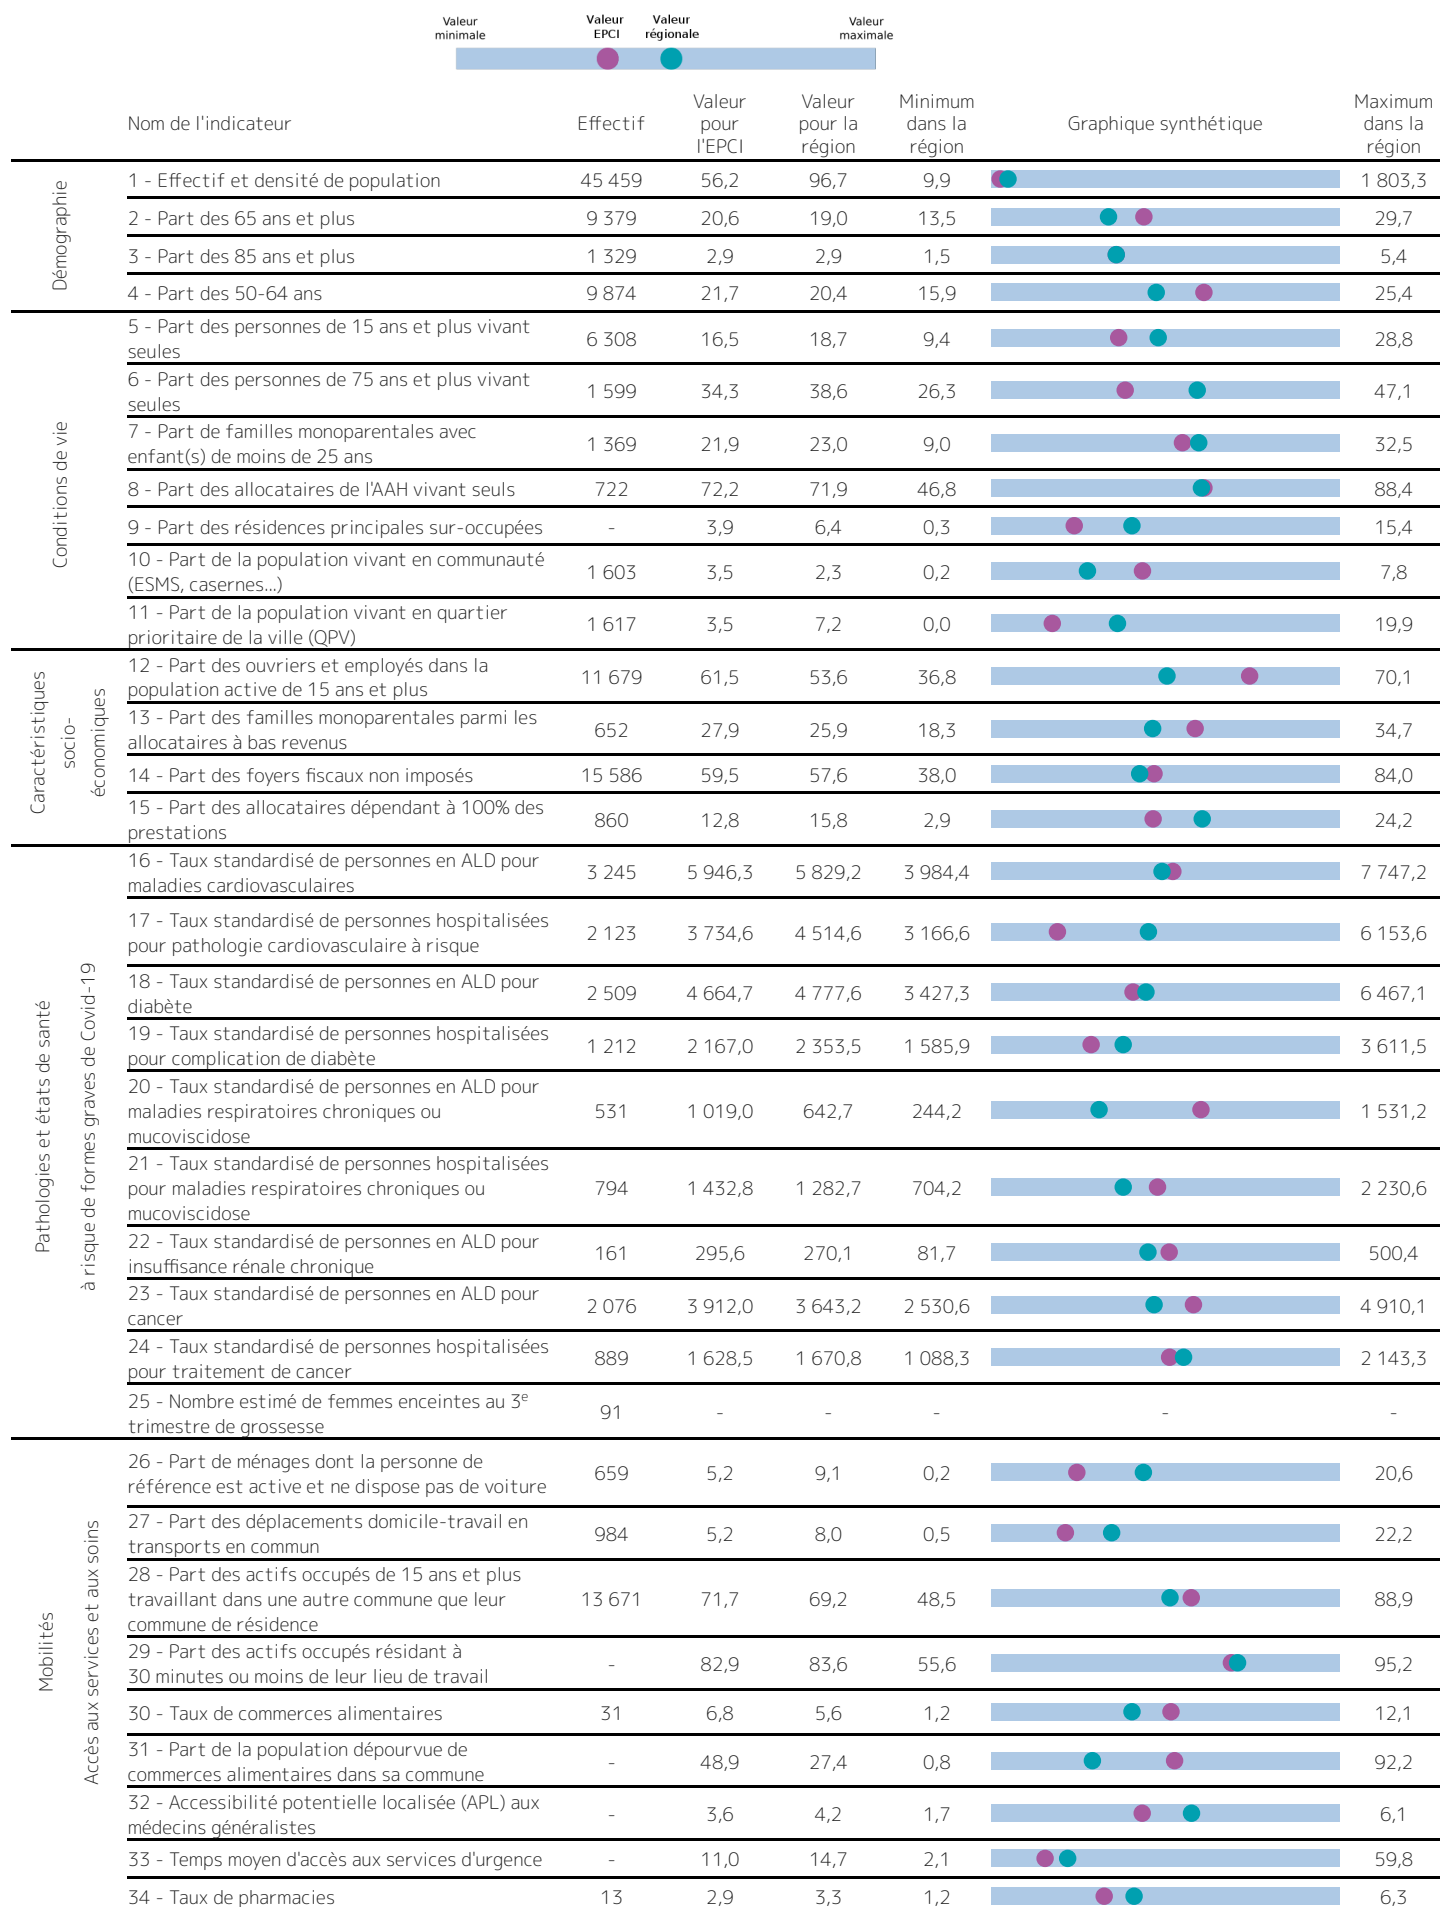 Valeur minimale
Valeur EPCI
Valeur régionale
Valeur maximale
Nom de l'indicateur
Effectif
Valeur pour l'EPCI
Valeur pour la région
Minimum dans la région
Graphique synthétique
Maximum dans la région
Démographie
1 - Effectif et densité de population 45 459 56,2 96,7 9,9 1 803,3
2 - Part des 65 ans et plus 9 379 20,6 19,0 13,5 29,7
3 - Part des 85 ans et plus 1 329 2,9 2,9 1,5 5,4
4 - Part des 50-64 ans 9 874 21,7 20,4 15,9 25,4
Conditions de vie
5 - Part des personnes de 15 ans et plus vivant
seules 6 308 16,5 18,7 9,4 28,8
6 - Part des personnes de 75 ans et plus vivant
seules 1 599 34,3 38,6 26,3 47,1
7 - Part de familles monoparentales avec
enfant(s) de moins de 25 ans 1 369 21,9 23,0 9,0 32,5
8 - Part des allocataires de l'AAH vivant seuls 722 72,2 71,9 46,8 88,4
9 - Part des résidences principales sur-occupées - 3,9 6,4 0,3 15,4
10 - Part de la population vivant en communauté
(ESMS, casernes...) 1 603 3,5 2,3 0,2 7,8
11 - Part de la population vivant en quartier
prioritaire de la ville (QPV) 1 617 3,5 7,2 0,0 19,9
Caractéristiques
socio-
économiques
12 - Part des ouvriers et employés dans la
population active de 15 ans et plus 11 679 61,5 53,6 36,8 70,1
13 - Part des familles monoparentales parmi les
allocataires à bas revenus 652 27,9 25,9 18,3 34,7
14 - Part des foyers fiscaux non imposés 15 586 59,5 57,6 38,0 84,0
15 - Part des allocataires dépendant à 100% des
prestations 860 12,8 15,8 2,9 24,2
Pathologies et états de santé
à risque de formes graves de Covid-19
16 - Taux standardisé de personnes en ALD pour
maladies cardiovasculaires 3 245 5 946,3 5 829,2 3 984,4 7 747,2
17 - Taux standardisé de personnes hospitalisées
pour pathologie cardiovasculaire à risque 2 123 3 734,6 4 514,6 3 166,6 6 153,6
18 - Taux standardisé de personnes en ALD pour
diabète 2 509 4 664,7 4 777,6 3 427,3 6 467,1
19 - Taux standardisé de personnes hospitalisées
pour complication de diabète 1 212 2 167,0 2 353,5 1 585,9 3 611,5
20 - Taux standardisé de personnes en ALD pour
maladies respiratoires chroniques ou 531 1 019,0 642,7 244,2 1 531,2
mucoviscidose
21 - Taux standardisé de personnes hospitalisées
pour maladies respiratoires chroniques ou 794 1 432,8 1 282,7 704,2 2 230,6
mucoviscidose
22 - Taux standardisé de personnes en ALD pour
insuffisance rénale chronique 161 295,6 270,1 81,7 500,4
23 - Taux standardisé de personnes en ALD pour
cancer 2 076 3 912,0 3 643,2 2 530,6 4 910,1
24 - Taux standardisé de personnes hospitalisées
pour traitement de cancer 889 1 628,5 1 670,8 1 088,3 2 143,3
25 - Nombre estimé de femmes enceintes au 3e
trimestre de grossesse 91 - - - - -
Mobilités
Accès aux services et aux soins
26 - Part de ménages dont la personne de
référence est active et ne dispose pas de voiture 659 5,2 9,1 0,2 20,6
27 - Part des déplacements domicile-travail en
transports en commun 984 5,2 8,0 0,5 22,2
28 - Part des actifs occupés de 15 ans et plus
travaillant dans une autre commune que leur 13 671 71,7 69,2 48,5 88,9
commune de résidence
29 - Part des actifs occupés résidant à
30 minutes ou moins de leur lieu de travail - 82,9 83,6 55,6 95,2
30 - Taux de commerces alimentaires 31 6,8 5,6 1,2 12,1
31 - Part de la population dépourvue de
commerces alimentaires dans sa commune - 48,9 27,4 0,8 92,2
32 - Accessibilité potentielle localisée (APL) aux
médecins généralistes - 3,6 4,2 1,7 6,1
33 - Temps moyen d'accès aux services d'urgence - 11,0 14,7 2,1 59,8
34 - Taux de pharmacies 13 2,9 3,3 1,2 6,3